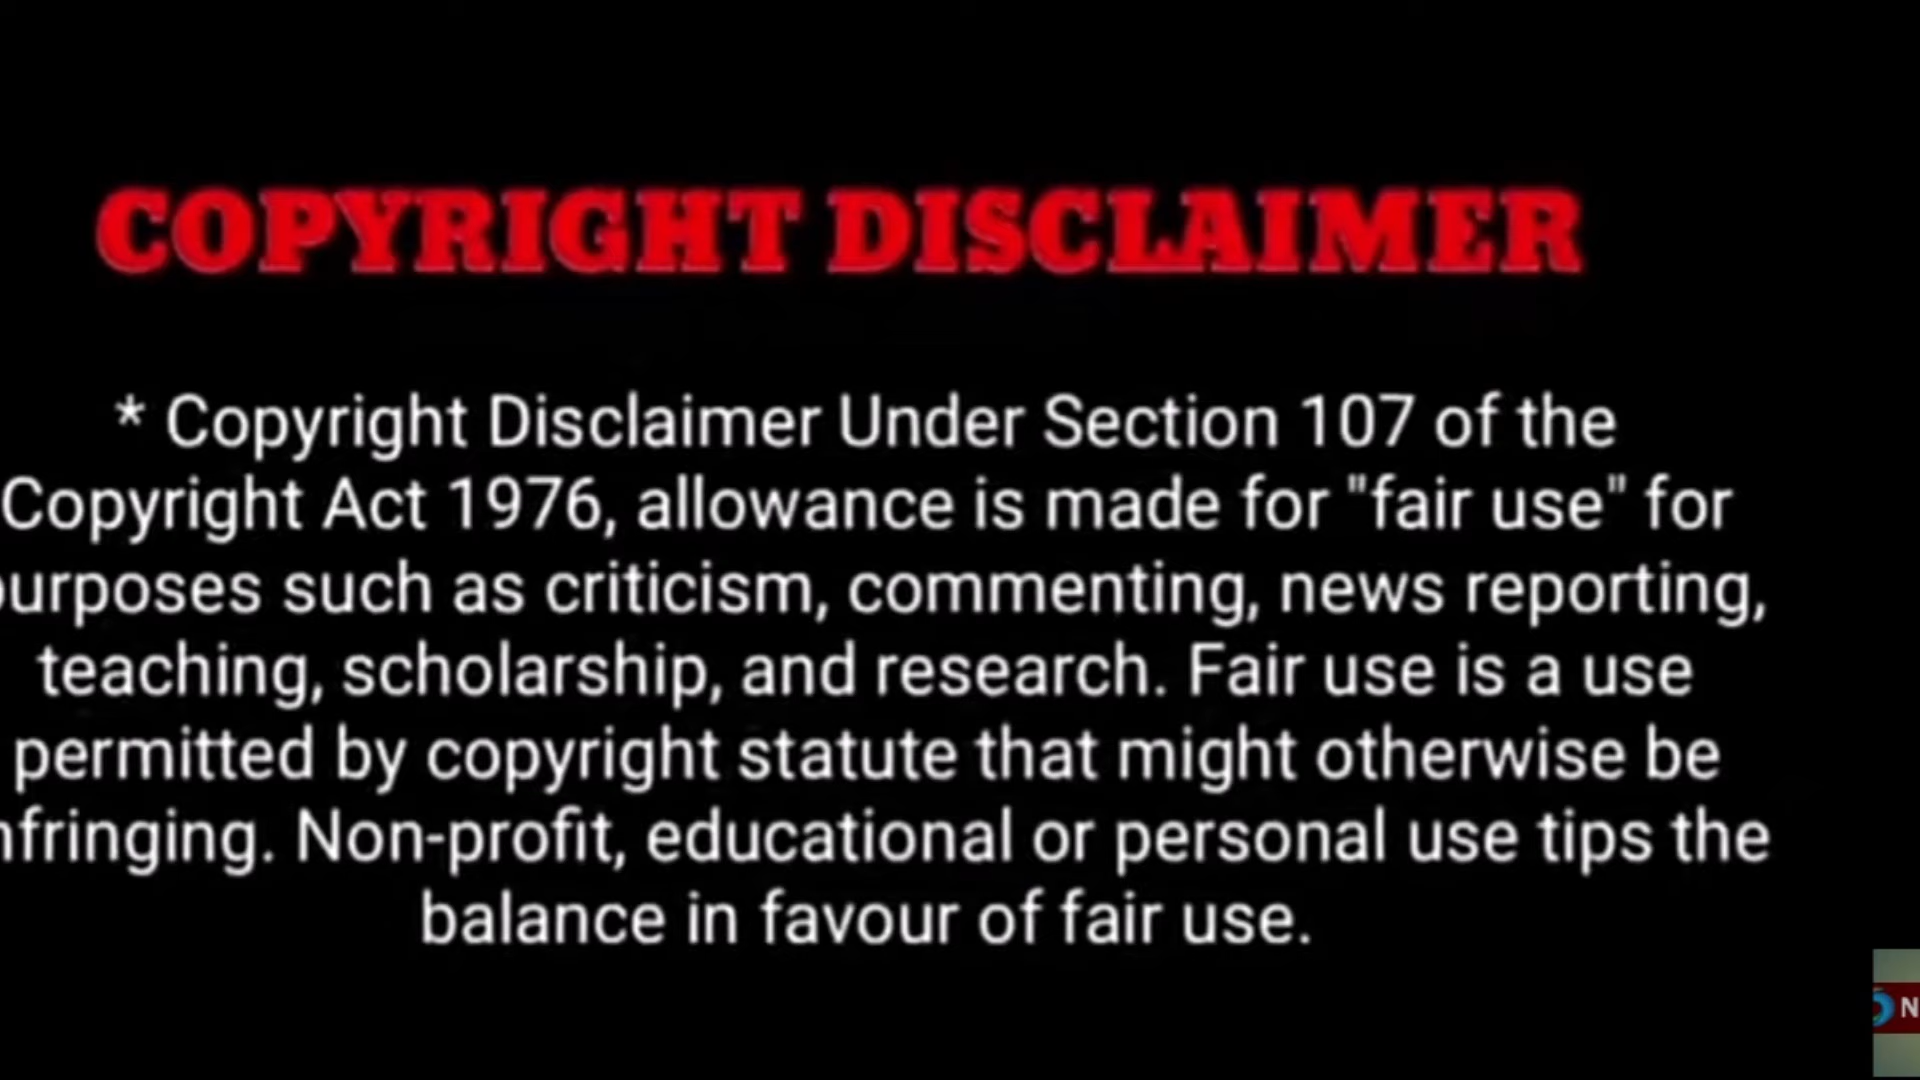 COPYRIGHT DISCLAIMER
* Copyright Disclaimer Under Section 107 of the
Copyright Act 1976, allowance is made for "fair use" for
purposes such as criticism, commenting, news reporting,
teaching, scholarship, and research. Fair use is a use
permitted by copyright statute that might otherwise be
nfringing. Non-profit, educational or personal use tips the
balance in favour of fair use.
N